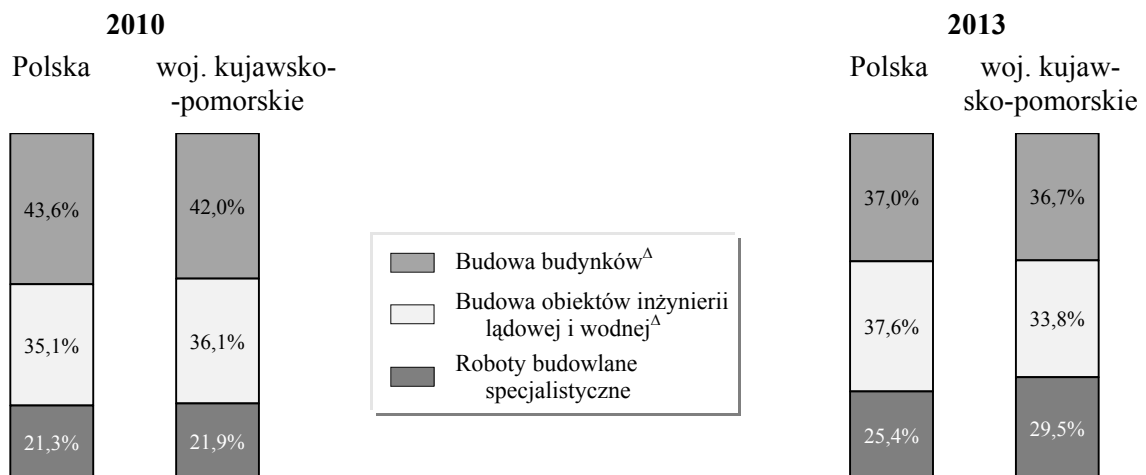 2010
Polska
woj. kujawsko-
-pomorskie
43,6%
42,0%
35,1%
36,1%
21,3%
21,9%
Budowa budynków^Δ
Budowa obiektów inżynierii
lądowej i wodnej^Δ
Roboty budowlane
specjalistyczne
2013
Polska
woj. kujaw-
sko-pomorskie
37,0%
36,7%
37,6%
33,8%
25,4%
29,5%